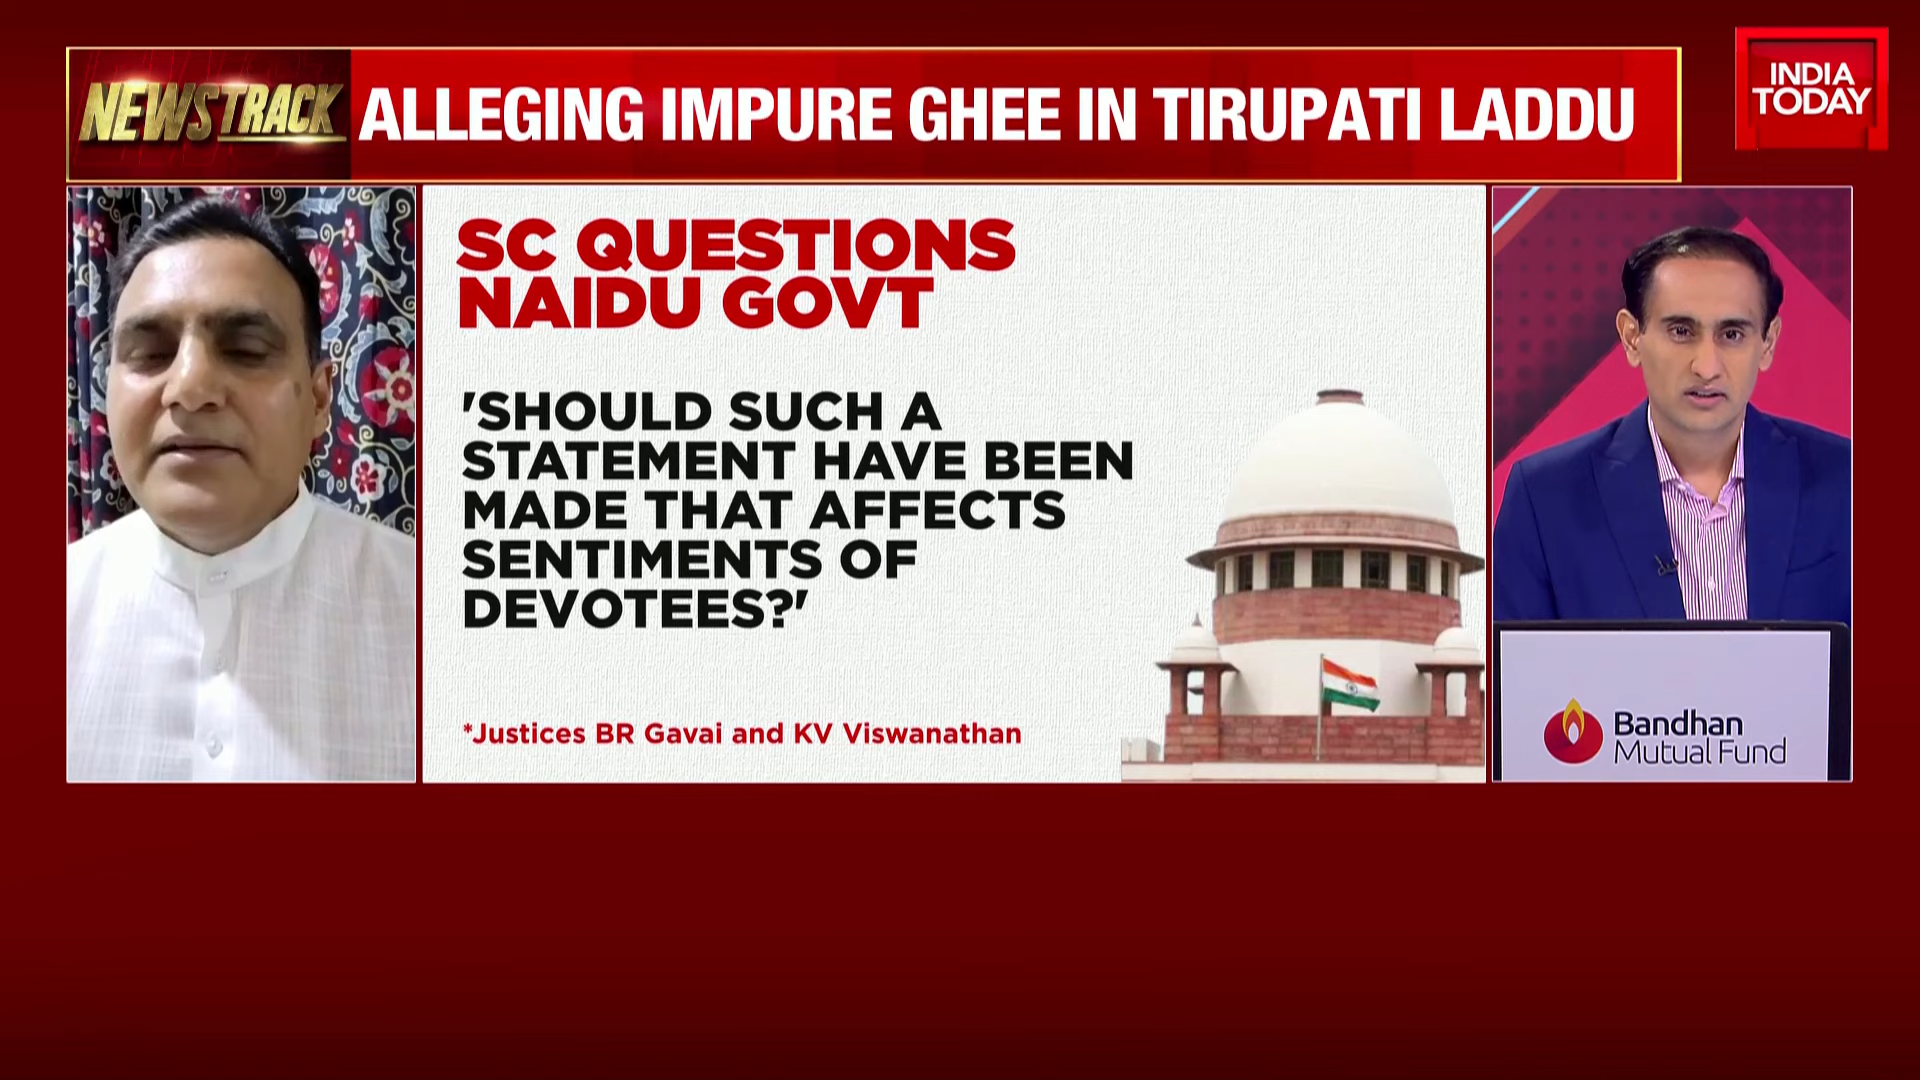 NEWSTRACK
ALLEGING IMPURE GHEE IN TIRUPATI LADDU
INDIA
TODAY
SC QUESTIONS
NAIDU GOVT
'SHOULD SUCH A
STATEMENT HAVE BEEN
MADE THAT AFFECTS
SENTIMENTS OF
DEVOTEES?'
*Justices BR Gavai and KV Viswanathan
Bandhan
Mutual Fund